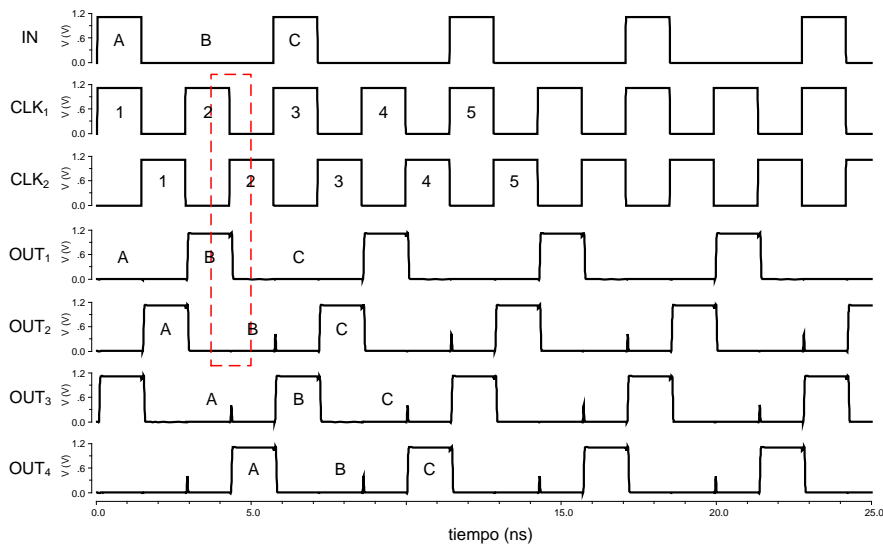 1.2
IN V (V) .6 A B C
0.0
1.2
CLK1 V (V) .6 1 2 3 4 5
0.0
1.2
CLK2 V (V) .6 1 2 3 4 5
0.0
1.2
OUT1 V (V) .6 A B C
0.0
1.2
OUT2 V (V) .6 A B C
0.0
1.2
OUT3 V (V) .6 A B C
0.0
1.2
OUT4 V (V) .6 A B C
0.0
0.0 5.0 10.0 15.0 20.0 25.0
tiempo (ns)